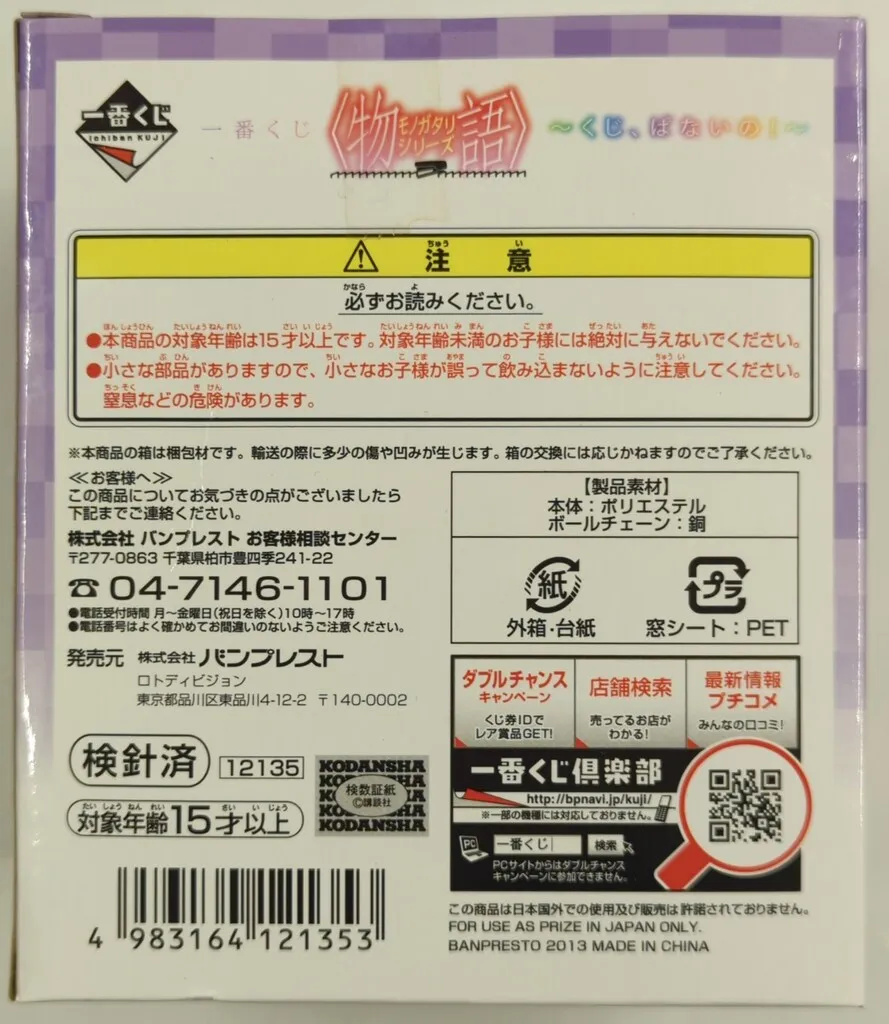 一番くじ
Ichiban KUJI
一番くじ 〈物語〉モノガタリシリーズ ～くじ、ぱないの!～
⚠ 注意
必ずお読みください。
●本商品の対象年齢は15才以上です。対象年齢未満のお子様には絶対に与えないでください。
●小さな部品がありますので、小さなお子様が誤って飲み込まないように注意してください。
窒息などの危険があります。
※本商品の箱は梱包材です。輸送の際に多少の傷や凹みが生じます。箱の交換には応じかねますのでご了承ください。
≪お客様へ≫
この商品についてお気づきの点がございましたら
下記までご連絡ください。
株式会社 バンプレスト お客様相談センター
〒277-0863 千葉県柏市豊四季241-22
☎04-7146-1101
●電話受付時間 月～金曜日(祝日を除く)10時～17時
●電話番号はよく確かめてお間違いのないようご注意ください。
発売元 株式会社 バンプレスト
ロトディビジョン
東京都品川区東品川4-12-2 〒140-0002
検針済 12135
対象年齢15才以上
KODANSHA
検数証紙
©講談社
KODANSHA
4 983164 121353
【製品素材】
本体：ポリエステル
ボールチェーン：銅
紙
外箱・台紙
プラ
窓シート：PET
ダブルチャンス
キャンペーン
くじ券IDで
レア賞品GET!
店舗検索
売ってるお店が
わかる!
最新情報
プチコメ
みんなの口コミ!
一番くじ倶楽部
http://bpnavi.jp/kuji/
※一部の機種には対応しておりません。
PC 一番くじ 検索
PCサイトからはダブルチャンス
キャンペーンに参加できません。
この商品は日本国外での使用及び販売は許諾されておりません。
FOR USE AS PRIZE IN JAPAN ONLY.
BANPRESTO 2013 MADE IN CHINA